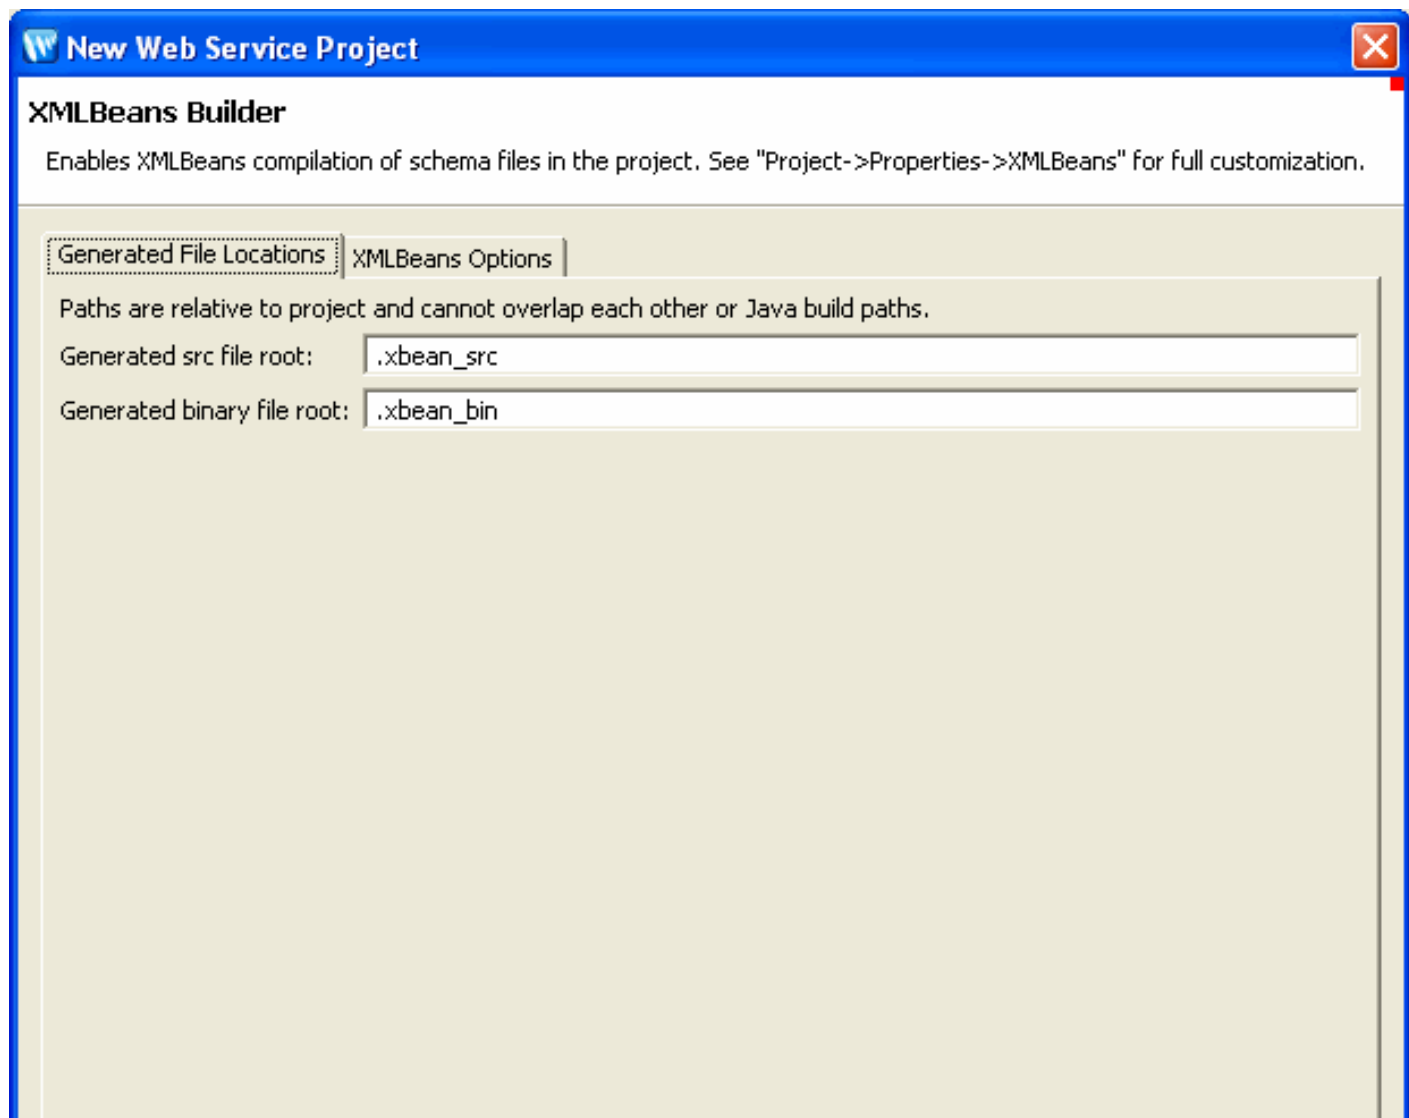 New Web Service Project
XMLBeans Builder
Enables XMLBeans compilation of schema files in the project. See "Project->Properties->XMLBeans" for full customization.
Generated File Locations
XMLBeans Options
Paths are relative to project and cannot overlap each other or Java build paths.
Generated src file root: .xbean_src
Generated binary file root: .xbean_bin